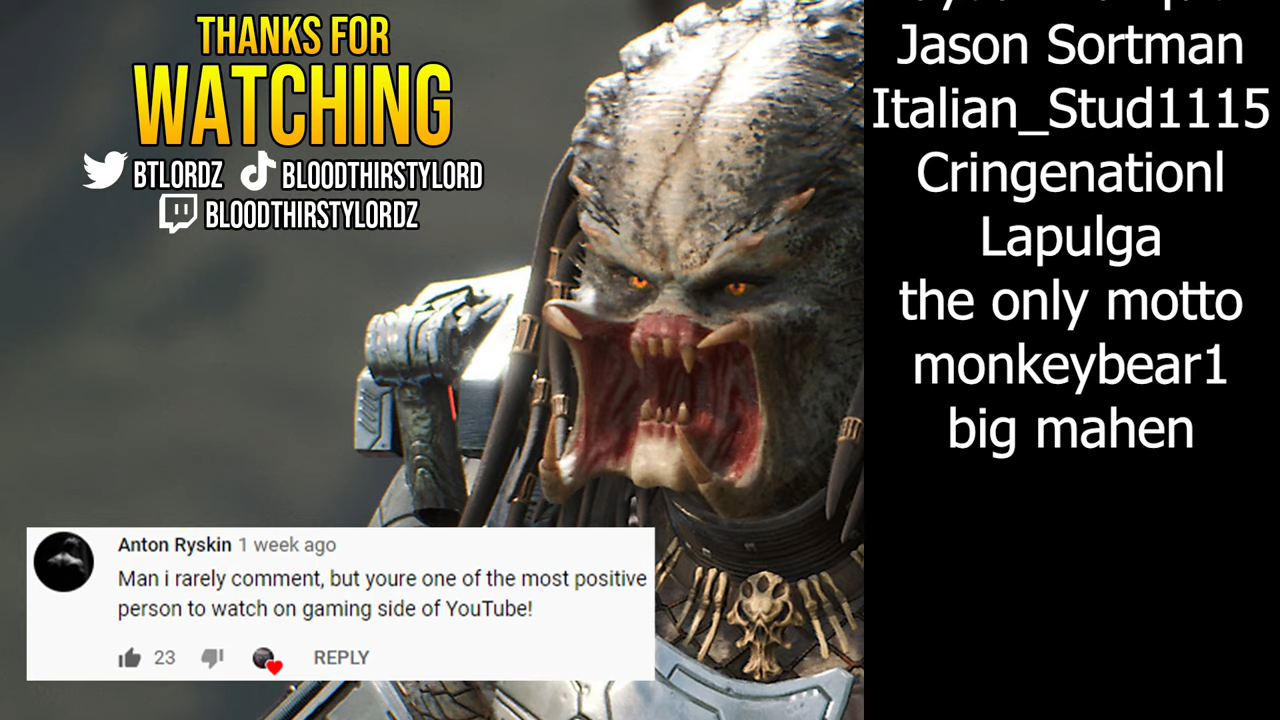 THANKS FOR
WATCHING
BTLORDZ BLOODTHIRSTYLORD
BLOODTHIRSTYLORDZ
Anton Ryskin 1 week ago
Man i rarely comment, but youre one of the most positive
person to watch on gaming side of YouTube!
23 REPLY
Jason Sortman
Italian_Stud1115
Cringenationl
Lapulga
the only motto
monkeybear1
big mahen